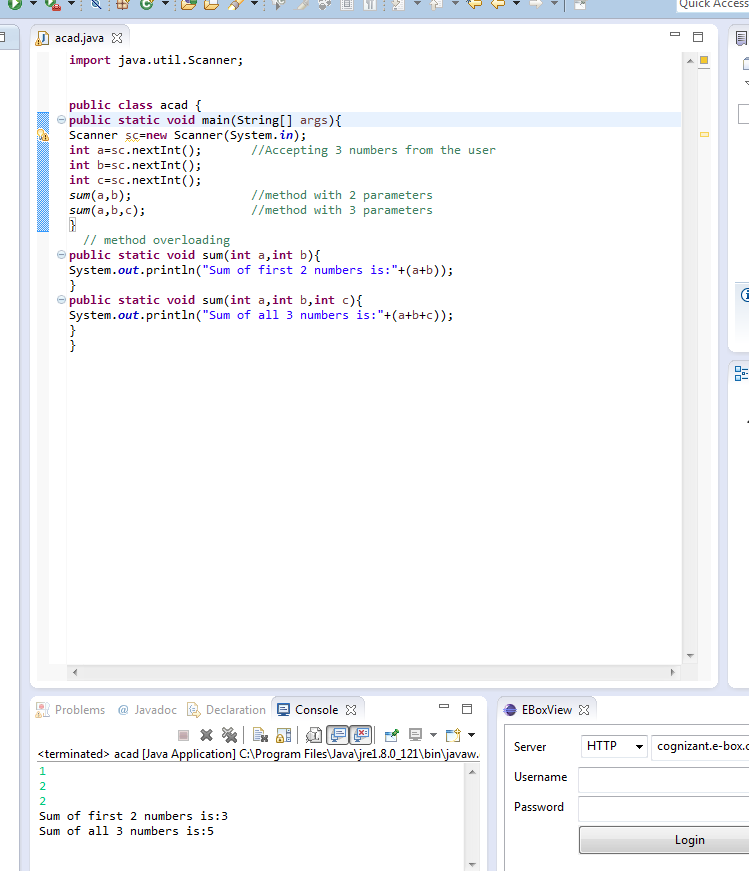 Quick Access
acad.java
import java.util.Scanner;
public class acad {
public static void main(String[] args){
Scanner sc=new Scanner(System.in);
int a=sc.nextInt();       //Accepting 3 numbers from the user
int b=sc.nextInt();
int c=sc.nextInt();
sum(a,b);                 //method with 2 parameters
sum(a,b,c);               //method with 3 parameters
}
// method overloading
public static void sum(int a,int b){
System.out.println("Sum of first 2 numbers is:"+(a+b));
}
public static void sum(int a,int b,int c){
System.out.println("Sum of all 3 numbers is:"+(a+b+c));
}
}
Problems @ Javadoc Declaration Console
<terminated> acad [Java Application] C:\Program Files\Java\jre1.8.0_121\bin\javaw.
1
2
2
Sum of first 2 numbers is:3
Sum of all 3 numbers is:5
EBoxView
Server HTTP cognizant.e-box.c
Username
Password
Login